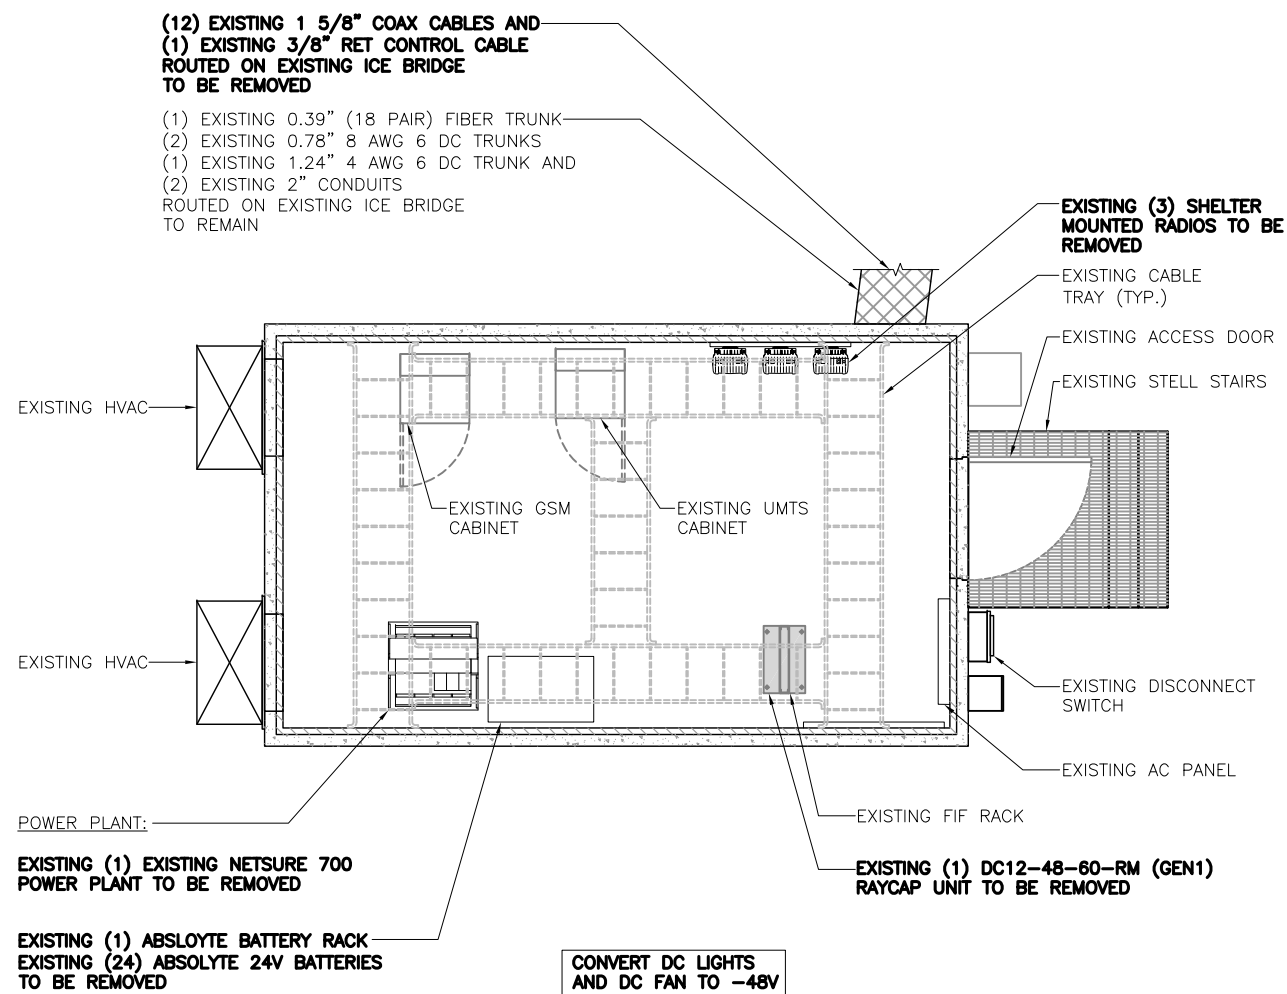 (12) EXISTING 1 5/8" COAX CABLES AND
(1) EXISTING 3/8" RET CONTROL CABLE
ROUTED ON EXISTING ICE BRIDGE
TO BE REMOVED
(1) EXISTING 0.39" (18 PAIR) FIBER TRUNK
(2) EXISTING 0.78" 8 AWG 6 DC TRUNKS
(1) EXISTING 1.24" 4 AWG 6 DC TRUNK AND
(2) EXISTING 2" CONDUITS
ROUTED ON EXISTING ICE BRIDGE
TO REMAIN
EXISTING (3) SHELTER
MOUNTED RADIOS TO BE
REMOVED
EXISTING CABLE
TRAY (TYP.)
EXISTING ACCESS DOOR
EXISTING STELL STAIRS
EXISTING HVAC
EXISTING GSM
CABINET
EXISTING UMTS
CABINET
EXISTING HVAC
EXISTING DISCONNECT
SWITCH
EXISTING AC PANEL
EXISTING FIF RACK
POWER PLANT:
EXISTING (1) EXISTING NETSURE 700
POWER PLANT TO BE REMOVED
EXISTING (1) DC12-48-60-RM (GEN1)
RAYCAP UNIT TO BE REMOVED
EXISTING (1) ABSLOYTE BATTERY RACK
EXISTING (24) ABSOLYTE 24V BATTERIES
TO BE REMOVED
CONVERT DC LIGHTS
AND DC FAN TO -48V